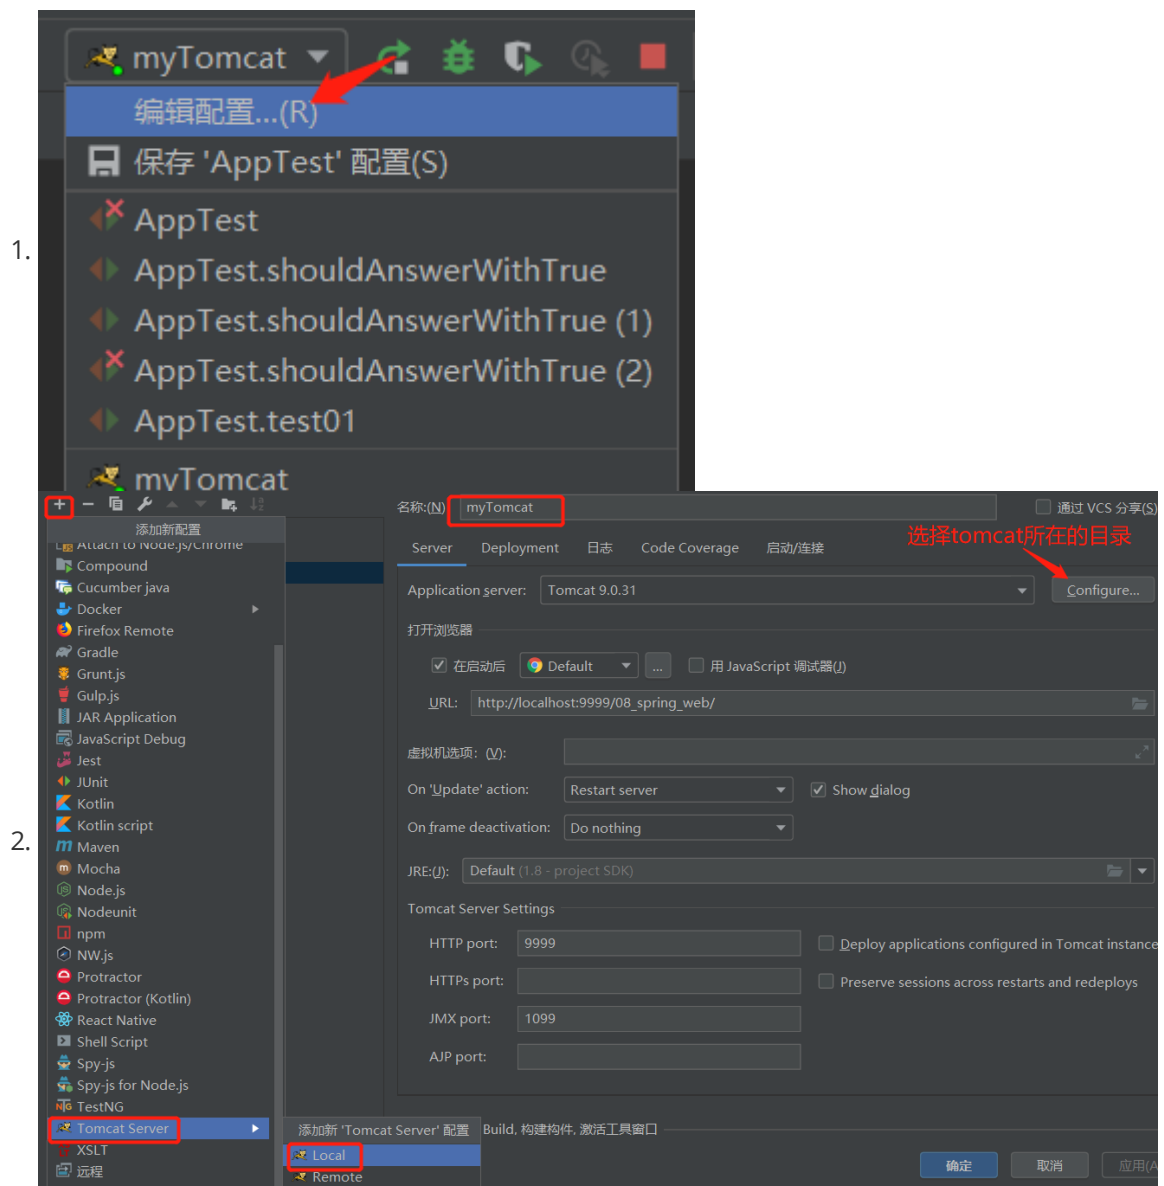 1.
myTomcat
编辑配置...(R)
保存 'AppTest' 配置(S)
AppTest
AppTest.shouldAnswerWithTrue
AppTest.shouldAnswerWithTrue (1)
AppTest.shouldAnswerWithTrue (2)
AppTest.test01
myTomcat
2.
添加新配置
Attach to Node.js/Chrome
Compound
Cucumber java
Docker
Firefox Remote
Gradle
Grunt.js
Gulp.js
JAR Application
JavaScript Debug
Jest
JUnit
Kotlin
Kotlin script
Maven
Mocha
Node.js
Nodeunit
npm
NW.js
Protractor
Protractor (Kotlin)
React Native
Shell Script
Spy-js
Spy-js for Node.js
TestNG
Tomcat Server
XSLT
远程
添加新 'Tomcat Server' 配置
Local
Remote
名称:(N) myTomcat 通过 VCS 分享(S)
选择tomcat所在的目录
Server Deployment 日志 Code Coverage 启动/连接
Application server: Tomcat 9.0.31 Configure...
打开浏览器
在启动后 Default ... 用 JavaScript 调试器(J)
URL: http://localhost:9999/08_spring_web/
虚拟机选项: (V):
On 'Update' action: Restart server Show dialog
On frame deactivation: Do nothing
JRE:(J): Default (1.8 - project SDK)
Tomcat Server Settings
HTTP port: 9999 Deploy applications configured in Tomcat instance
HTTPs port: Preserve sessions across restarts and redeploys
JMX port: 1099
AJP port:
Build, 构建构件, 激活工具窗口
确定 取消 应用(A